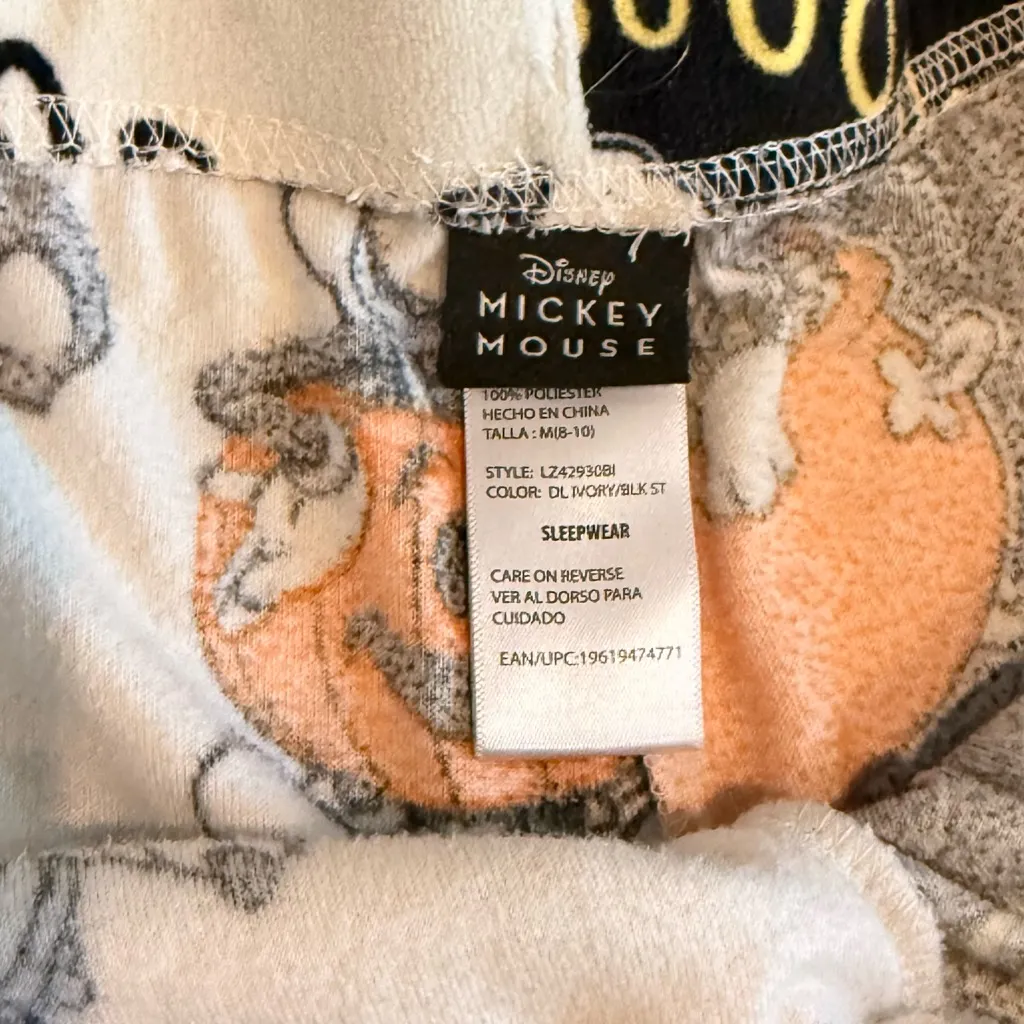 Disney
MICKEY
MOUSE
100% POLIESTER
HECHO EN CHINA
TALLA : M(8-10)
STYLE: LZ42930BI
COLOR: DL IVORY/BLK ST
SLEEPWEAR
CARE ON REVERSE
VER AL DORSO PARA
CUIDADO
EAN/UPC:19619474771